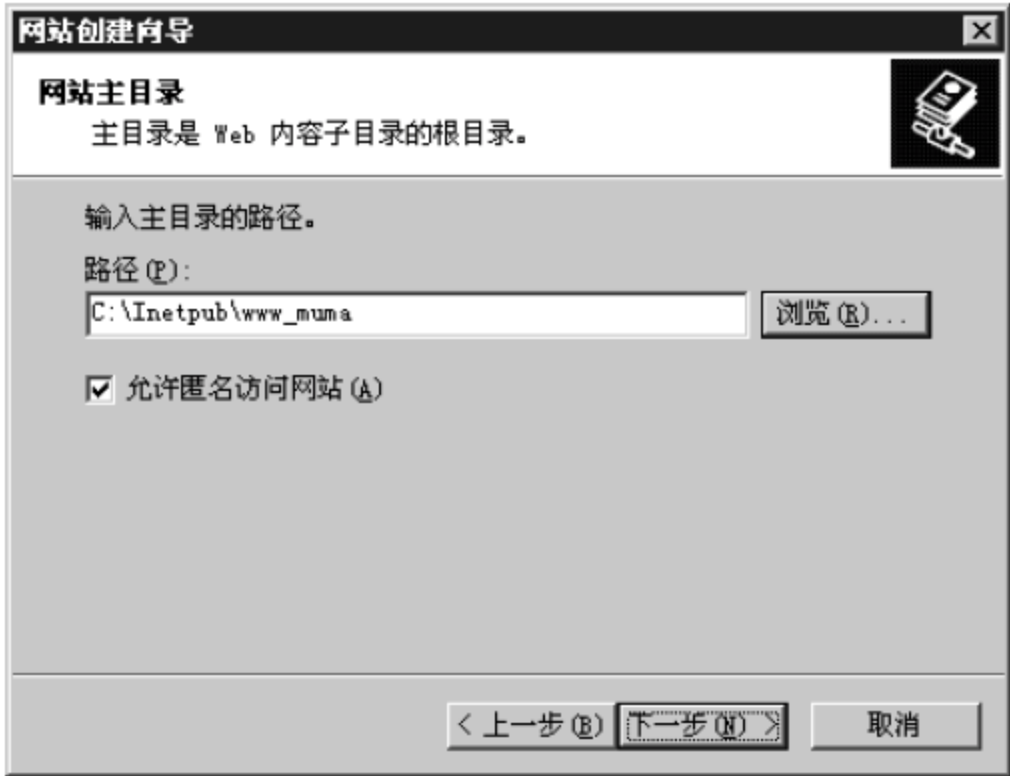 网站创建向导
网站主目录
主目录是 Web 内容子目录的根目录。
输入主目录的路径。
路径(P):
C:\Inetpub\www_muma
浏览(R)...
允许匿名访问网站(A)
< 上一步(B)
下一步(N) >
取消